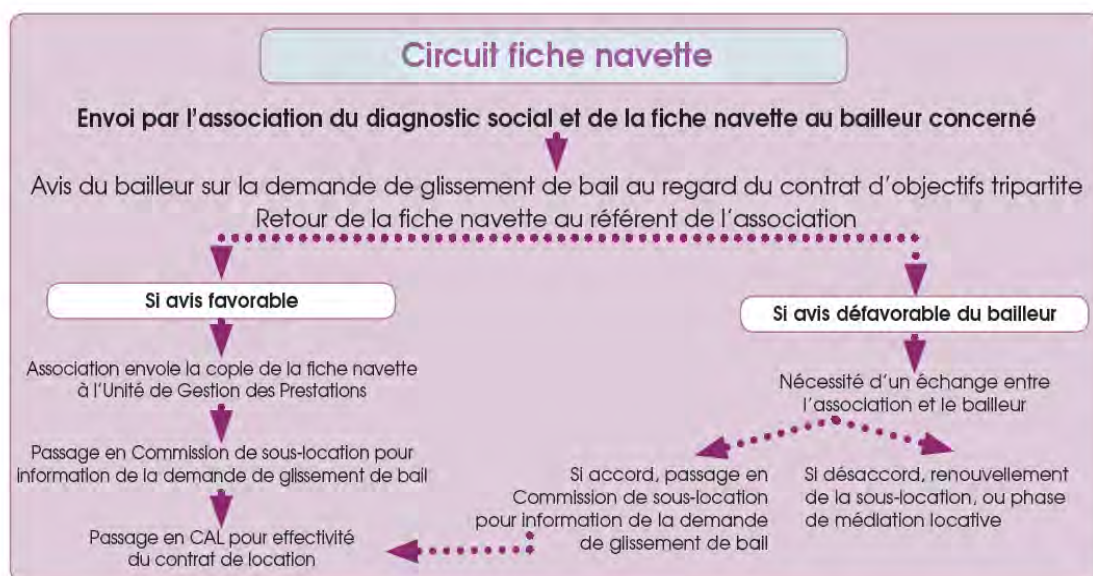 Circuit fiche navette
Envoi par l'association du diagnostic social et de la fiche navette au bailleur concerné
Avis du bailleur sur la demande de glissement de bail au regard du contrat d'objectifs tripartite
Retour de la fiche navette au référent de l'association
Si avis favorable
Association envoie la copie de la fiche navette
à l'Unité de Gestion des Prestations
Passage en Commission de sous-location pour
information de la demande de glissement de bail
Passage en CAL pour effectivité
du contrat de location
Si avis défavorable du bailleur
Nécessité d'un échange entre
l'association et le bailleur
Si accord, passage en
Commission de sous-location
pour information de la demande
de glissement de bail
Si désaccord, renouvellement
de la sous-location, ou phase
de médiation locative